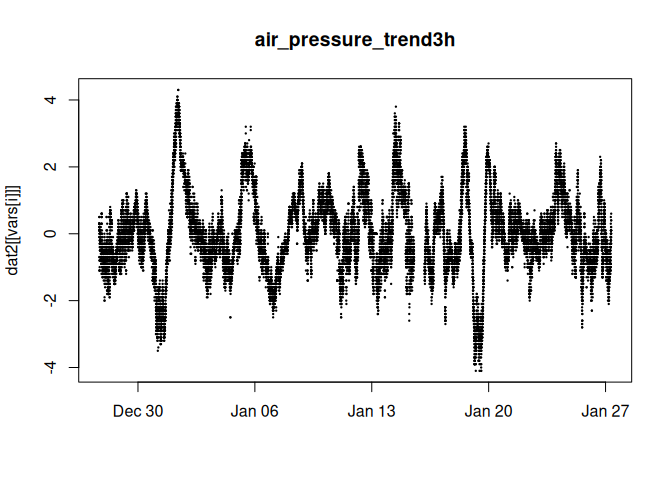 air_pressure_trend3h
dat2[[vars[i]]]
4
2
0
-2
-4
Dec 30
Jan 06
Jan 13
Jan 20
Jan 27